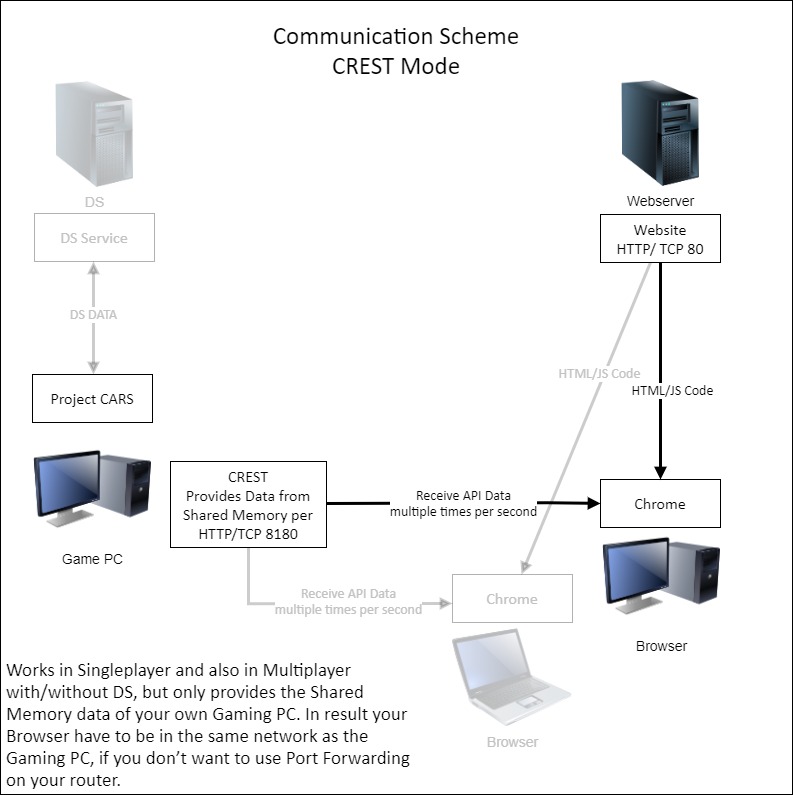 Communication Scheme
CREST Mode
DS
DS Service
DS DATA
Project CARS
Game PC
CREST
Provides Data from
Shared Memory per
HTTP/TCP 8180
Webserver
Website
HTTP/ TCP 80
HTML/JS Code
HTML/JS Code
Receive API Data
multiple times per second
Chrome
Browser
Receive API Data
multiple times per second
Chrome
Browser
Works in Singleplayer and also in Multiplayer
with/without DS, but only provides the Shared
Memory data of your own Gaming PC. In result your
Browser have to be in the same network as the
Gaming PC, if you don’t want to use Port Forwarding
on your router.